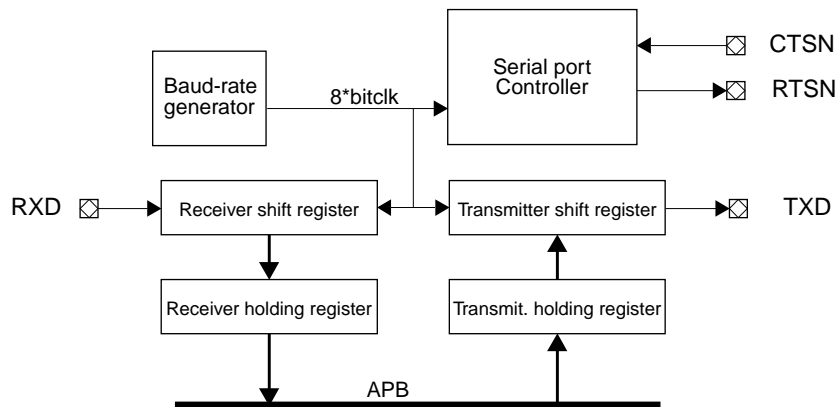 CTSN
Serial port
Controller
Baud-rate
generator
8*bitclk
RTSN
RXD
Receiver shift register
Transmitter shift register
TXD
Receiver holding register
Transmit. holding register
APB